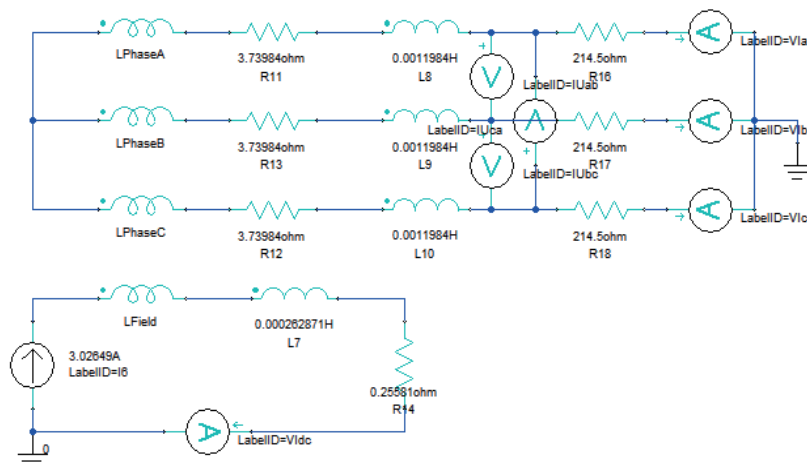 LPhaseA
3.73984ohm
R11
0.0011984H
L8
214.5ohm
R16
LabelID=VIa
LabelID=IUab
LPhaseB
3.73984ohm
R13
LabelID=IUca
0.0011984H
L9
214.5ohm
R17
LabelID=VIb
LabelID=IUbc
LPhaseC
3.73984ohm
R12
0.0011984H
L10
214.5ohm
R18
LabelID=VIc
LField
0.000262871H
L7
3.02649A
LabelID=I6
0.25581ohm
R14
LabelID=VIdc
0